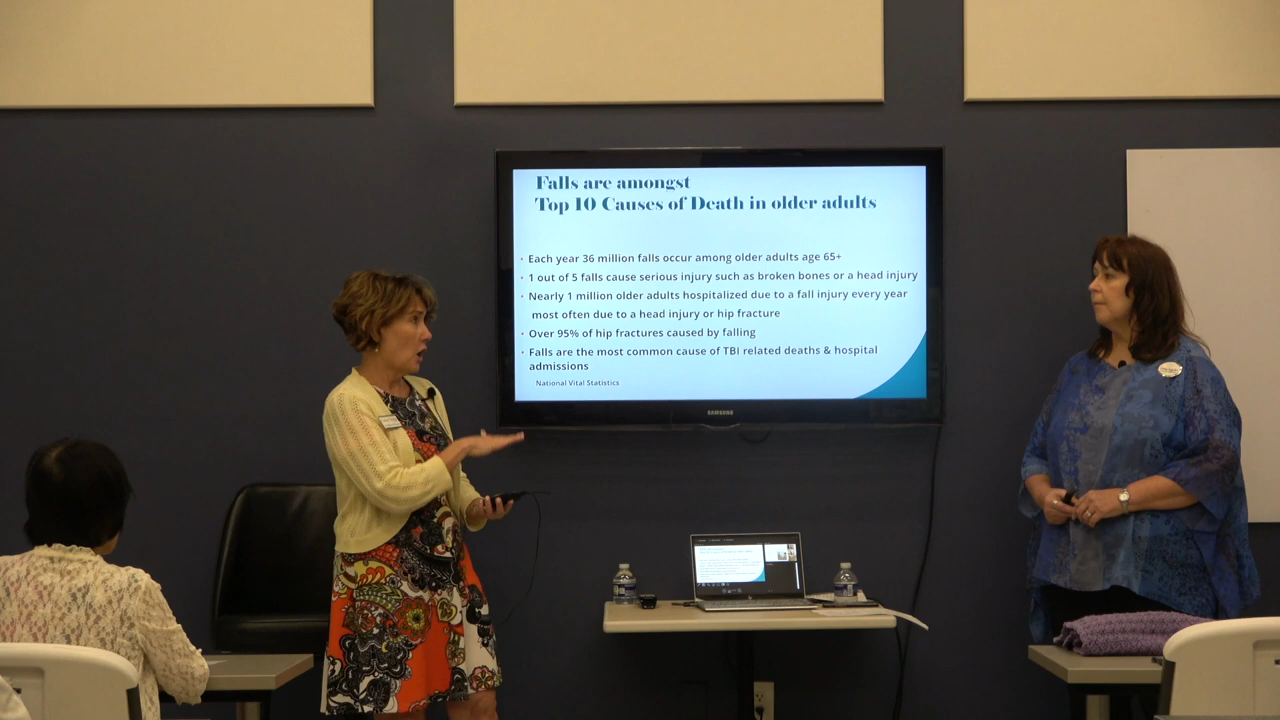 Falls are amongst
Top 10 Causes of Death in older adults
• Each year 36 million falls occur among older adults age 65+
• 1 out of 5 falls cause serious injury such as broken bones or a head injury
• Nearly 1 million older adults hospitalized due to a fall injury every year
most often due to a head injury or hip fracture
• Over 95% of hip fractures caused by falling
• Falls are the most common cause of TBI related deaths & hospital
admissions
National Vital Statistics
SAMSUNG